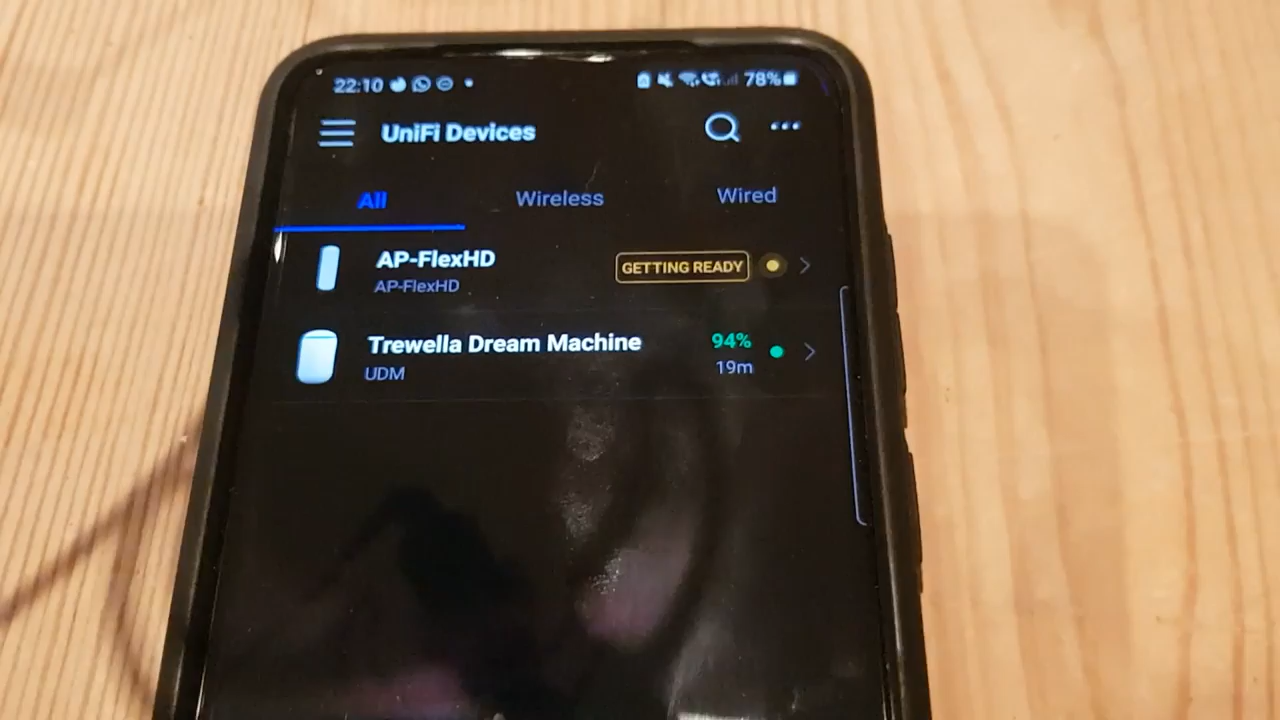 22:10 78%
UniFi Devices
All Wireless Wired
AP-FlexHD
AP-FlexHD
GETTING READY
Trewella Dream Machine
UDM
94%
19m